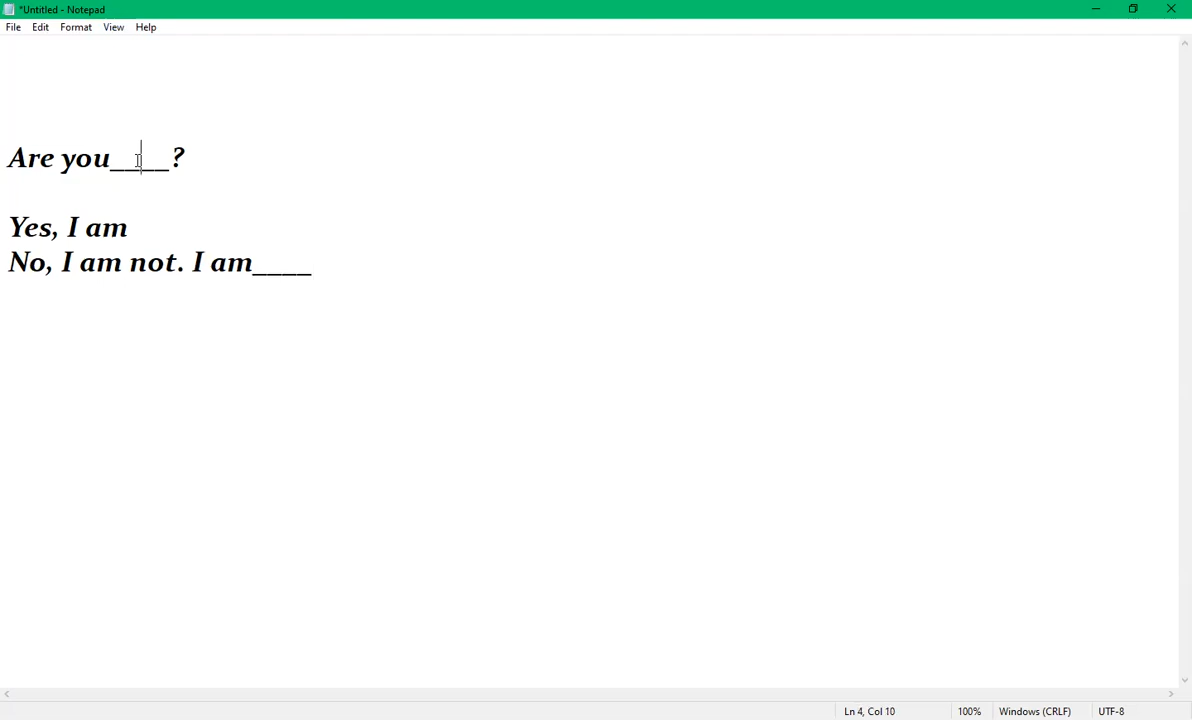 *Untitled - Notepad
File Edit Format View Help
Are you____?
Yes, I am
No, I am not. I am____
Ln 4, Col 10 100% Windows (CRLF) UTF-8